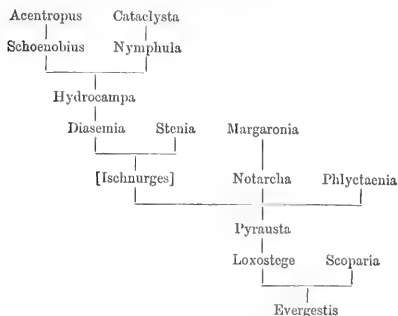 Acentropus Cataclysta
Schoenobius Nymphula
Hydrocampa
Diasemia Stenia Margaronia
[Ischnurges] Notarcha Phlyctaenia
Pyrausta
Loxostege Scoparia
Evergestis